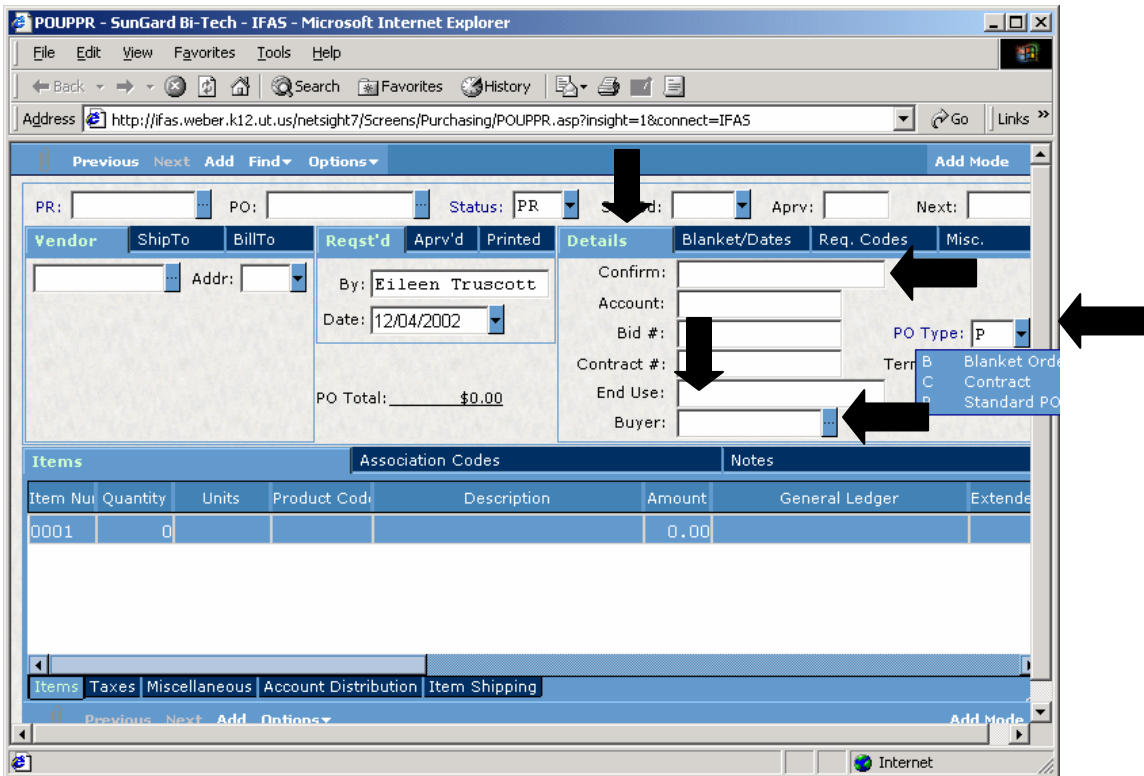 POUPPR - SunGard Bi-Tech - IFAS - Microsoft Internet Explorer
File Edit View Favorites Tools Help
Back Search Favorites History
Address http://ifas.weber.k12.ut.us/netsight7/Screens/Purchasing/POUPPR.asp?insight=1&connect=IFAS Go Links »
Previous Next Add Find Options Add Mode
PR: PO: Status: PR Aprv: Next:
Vendor ShipTo BillTo Reqst'd Aprv'd Printed Details Blanket/Dates Req. Codes Misc.
Addr: By: Eileen Truscott Confirm:
Account:
Date: 12/04/2002 Bid #: PO Type: P
Contract #: Term B Blanket Orde
C Contract
PO Total: $0.00 End Use: Standard PO
Buyer:
Items Association Codes Notes
Item Nu Quantity Units Product Cod Description Amount General Ledger Extende
0001 0 0.00
Items Taxes Miscellaneous Account Distribution Item Shipping
Previous Next Add Options Add Mode
Internet